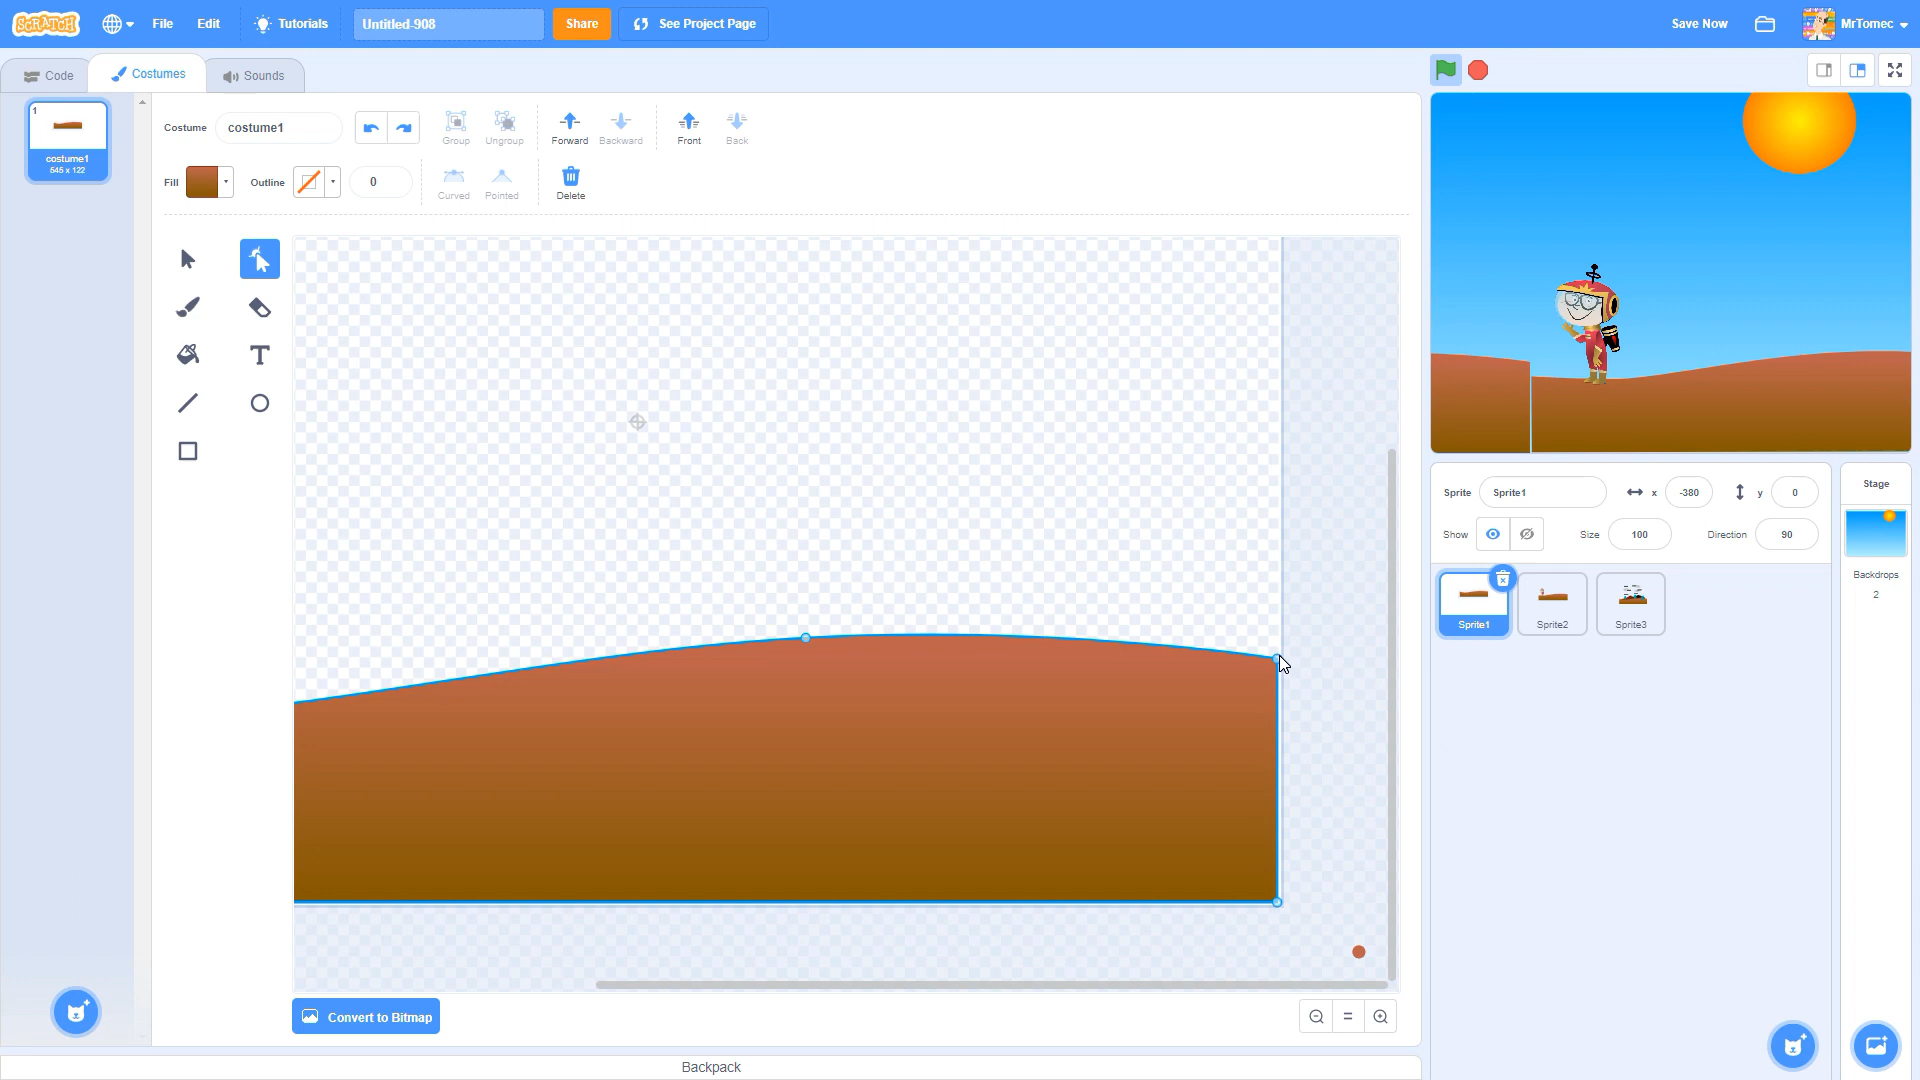 SCRATCH
File
Edit
Tutorials
Untitled-908
Share
See Project Page
Save Now
MrTomec
Code
Costumes
Sounds
1
costume1
545 x 122
Costume
costume1
Group
Ungroup
Forward
Backward
Front
Back
Fill
Outline
0
Curved
Pointed
Delete
Convert to Bitmap
Backpack
Sprite
Sprite1
x
-380
y
0
Show
Size
100
Direction
90
Sprite1
Sprite2
Sprite3
Stage
Backdrops
2